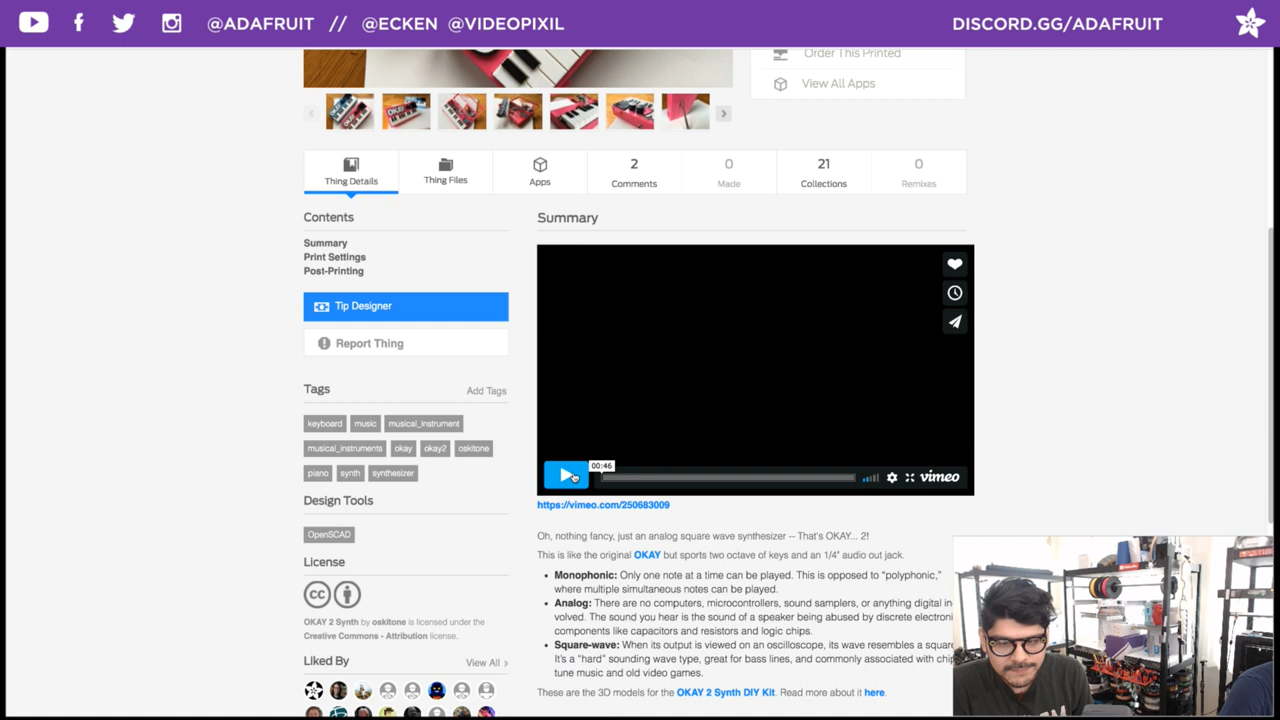 @ADAFRUIT // @ECKEN @VIDEOPIXIL
DISCORD.GG/ADAFRUIT
Order This Printed
View All Apps
OKAY
OKAY
OKAY
Thing Details
Thing Files
Apps
2
Comments
0
Made
21
Collections
0
Remixes
Contents
Summary
Print Settings
Post-Printing
Tip Designer
Report Thing
Tags
Add Tags
keyboard music musical_instrument
musical_instruments okay okay2 oskitone
piano synth synthesizer
Design Tools
OpenSCAD
License
cc
OKAY 2 Synth by oskitone is licensed under the
Creative Commons - Attribution license.
Liked By
View All
Summary
00:46
vimeo
https://vimeo.com/250683009
Oh, nothing fancy, just an analog square wave synthesizer -- That's OKAY... 2!
This is like the original OKAY but sports two octave of keys and an 1/4" audio out jack.
Monophonic: Only one note at a time can be played. This is opposed to "polyphonic,"
where multiple simultaneous notes can be played.
Analog: There are no computers, microcontrollers, sound samplers, or anything digital in-
volved. The sound you hear is the sound of a speaker being abused by discrete electroni
components like capacitors and resistors and logic chips.
Square-wave: When its output is viewed on an oscilloscope, its wave resembles a square
It's a "hard" sounding wave type, great for bass lines, and commonly associated with chip
tune music and old video games.
These are the 3D models for the OKAY 2 Synth DIY Kit. Read more about it here.